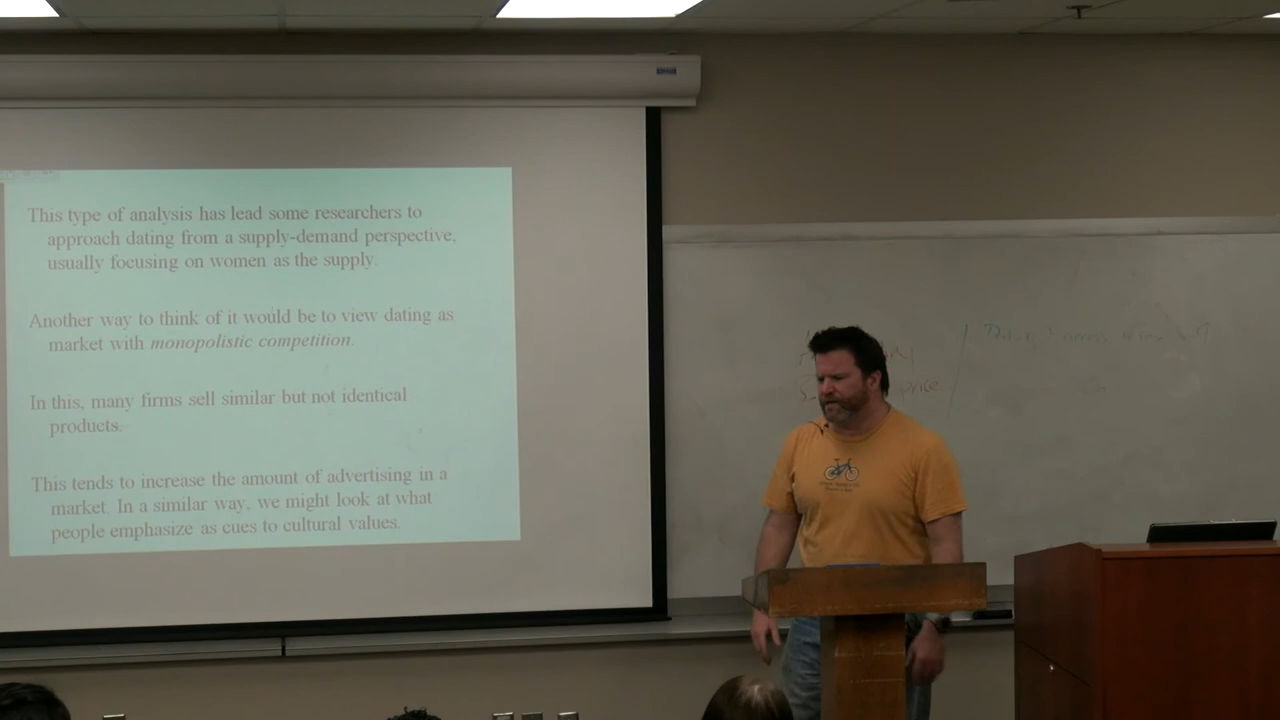 This type of analysis has lead some researchers to
approach dating from a supply-demand perspective,
usually focusing on women as the supply.
Another way to think of it would be to view dating as
market with monopolistic competition.
In this, many firms sell similar but not identical
products.
This tends to increase the amount of advertising in a
market. In a similar way, we might look at what
people emphasize as cues to cultural values.
price